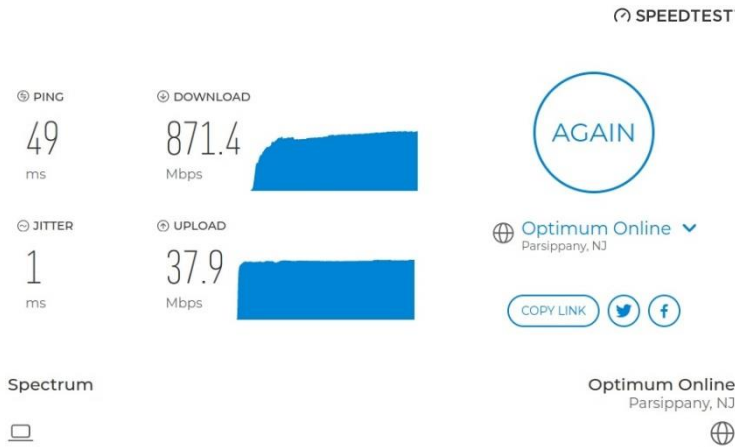 SPEEDTEST
PING
49
ms
DOWNLOAD
871.4
Mbps
AGAIN
JITTER
1
ms
UPLOAD
37.9
Mbps
Optimum Online
Parsippany, NJ
COPY LINK
Spectrum
Optimum Online
Parsippany, NJ